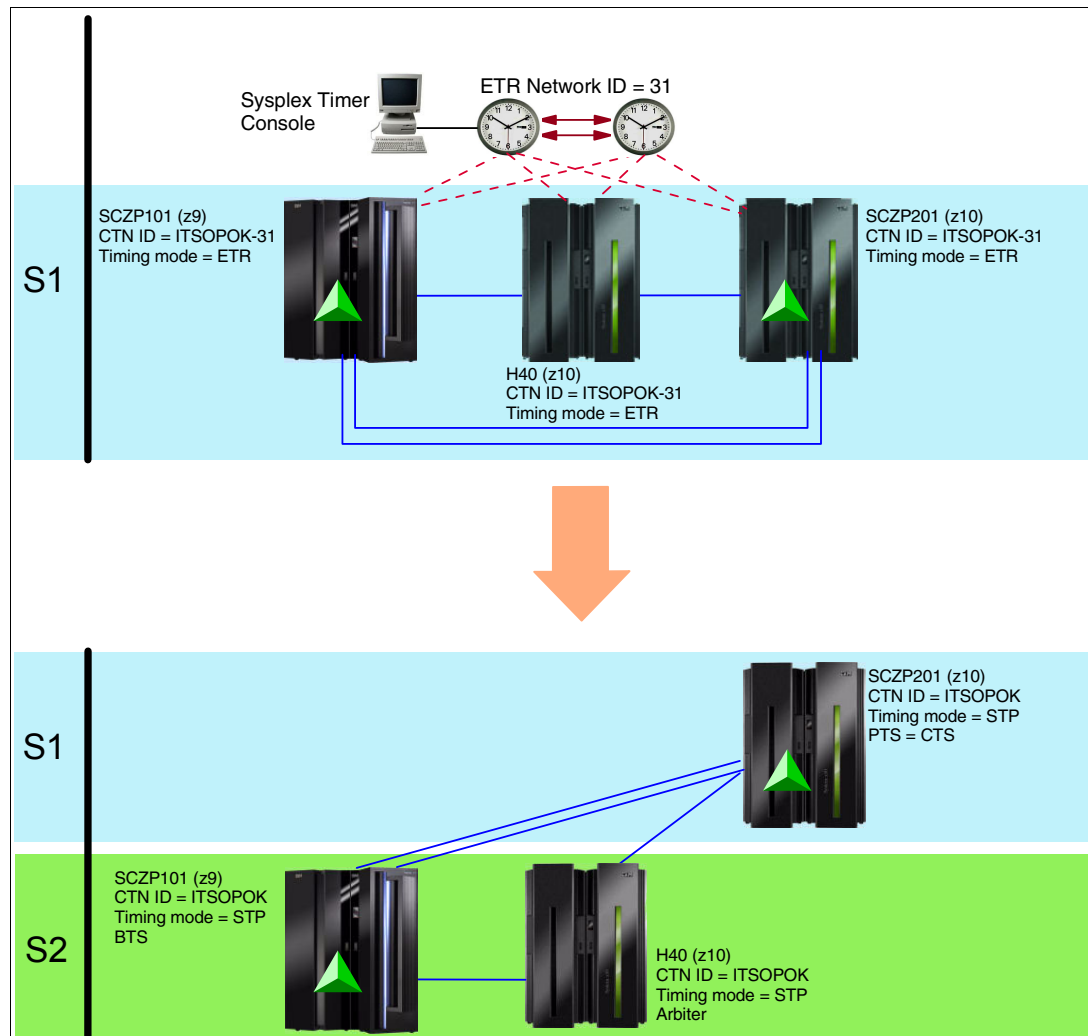 Sysplex Timer
Console
ETR Network ID = 31
S1
SCZP101 (z9)
CTN ID = ITSOPOK-31
Timing mode = ETR
H40 (z10)
CTN ID = ITSOPOK-31
Timing mode = ETR
SCZP201 (z10)
CTN ID = ITSOPOK-31
Timing mode = ETR
S1
SCZP201 (z10)
CTN ID = ITSOPOK
Timing mode = STP
PTS = CTS
S2
SCZP101 (z9)
CTN ID = ITSOPOK
Timing mode = STP
BTS
H40 (z10)
CTN ID = ITSOPOK
Timing mode = STP
Arbiter